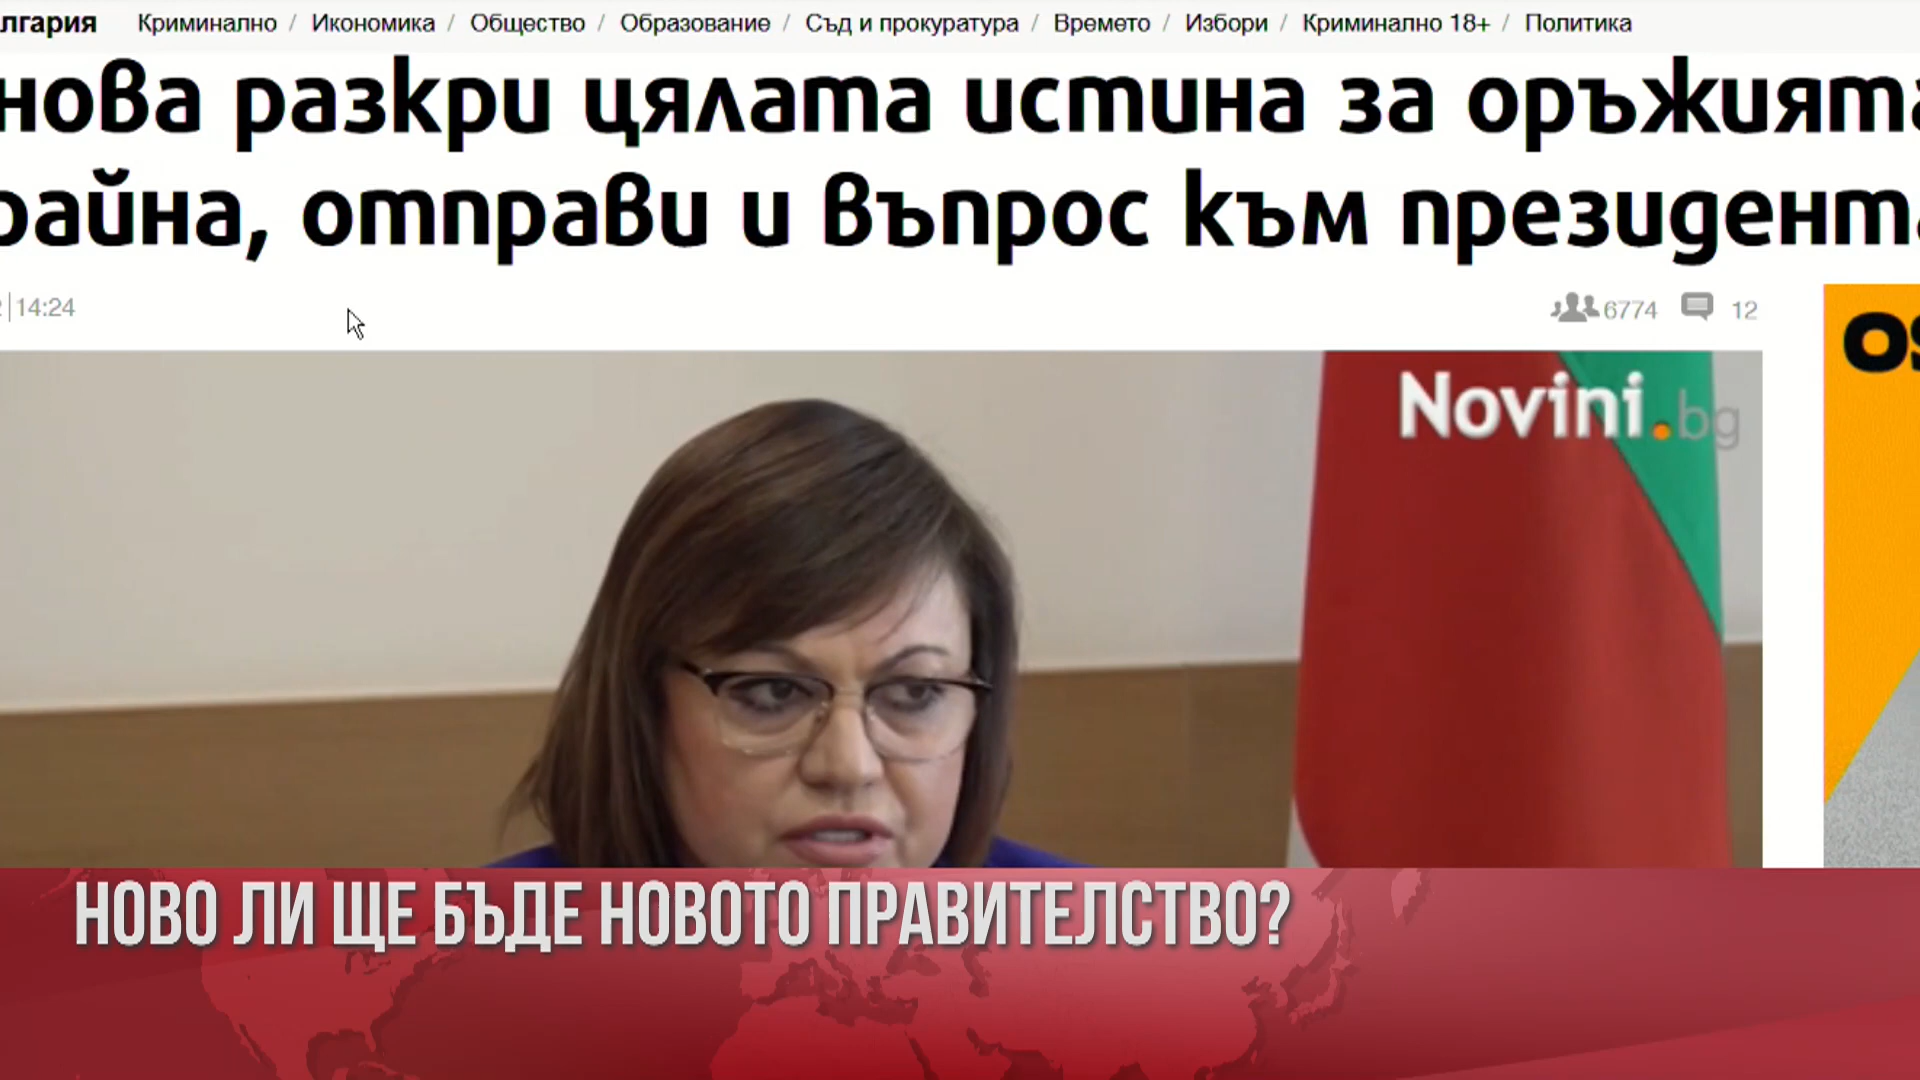 лгария Криминално / Икономика / Общество / Образование / Съд и прокуратура / Времето / Избори / Криминално 18+ / Политика
нова разкри цялата истина за оръжията
райна, отправи и въпрос към президента
14:24 6774 12
Novini.bg
НОВО ЛИ ЩЕ БЪДЕ НОВОТО ПРАВИТЕЛСТВО?